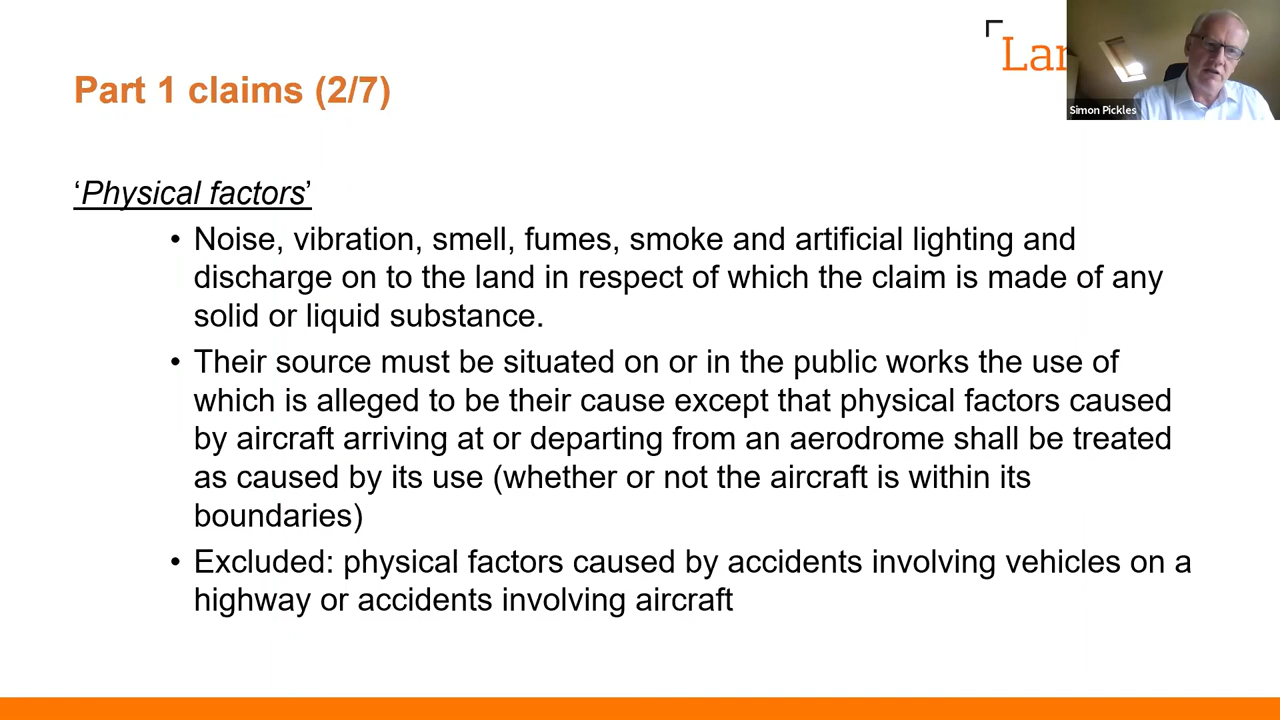 Part 1 claims (2/7)
Lan
Simon Pickles
‘Physical factors’
• Noise, vibration, smell, fumes, smoke and artificial lighting and
discharge on to the land in respect of which the claim is made of any
solid or liquid substance.
• Their source must be situated on or in the public works the use of
which is alleged to be their cause except that physical factors caused
by aircraft arriving at or departing from an aerodrome shall be treated
as caused by its use (whether or not the aircraft is within its
boundaries)
• Excluded: physical factors caused by accidents involving vehicles on a
highway or accidents involving aircraft